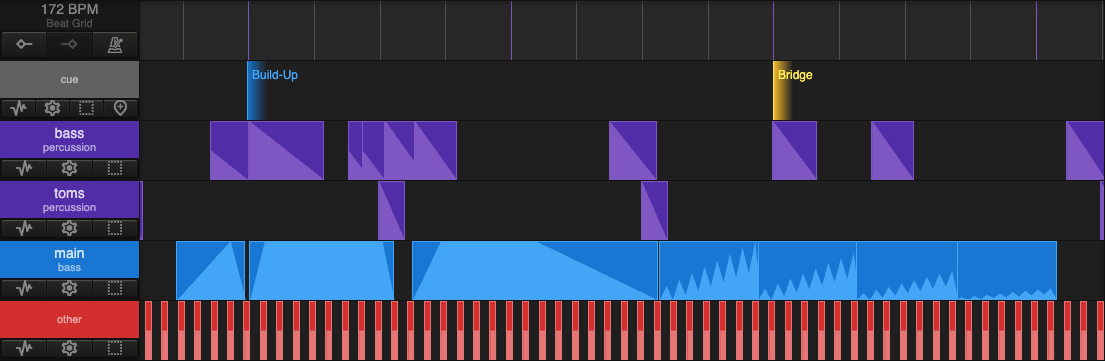 172 BPM
Beat Grid
cue
Build-Up
Bridge
bass
percussion
toms
percussion
main
bass
other